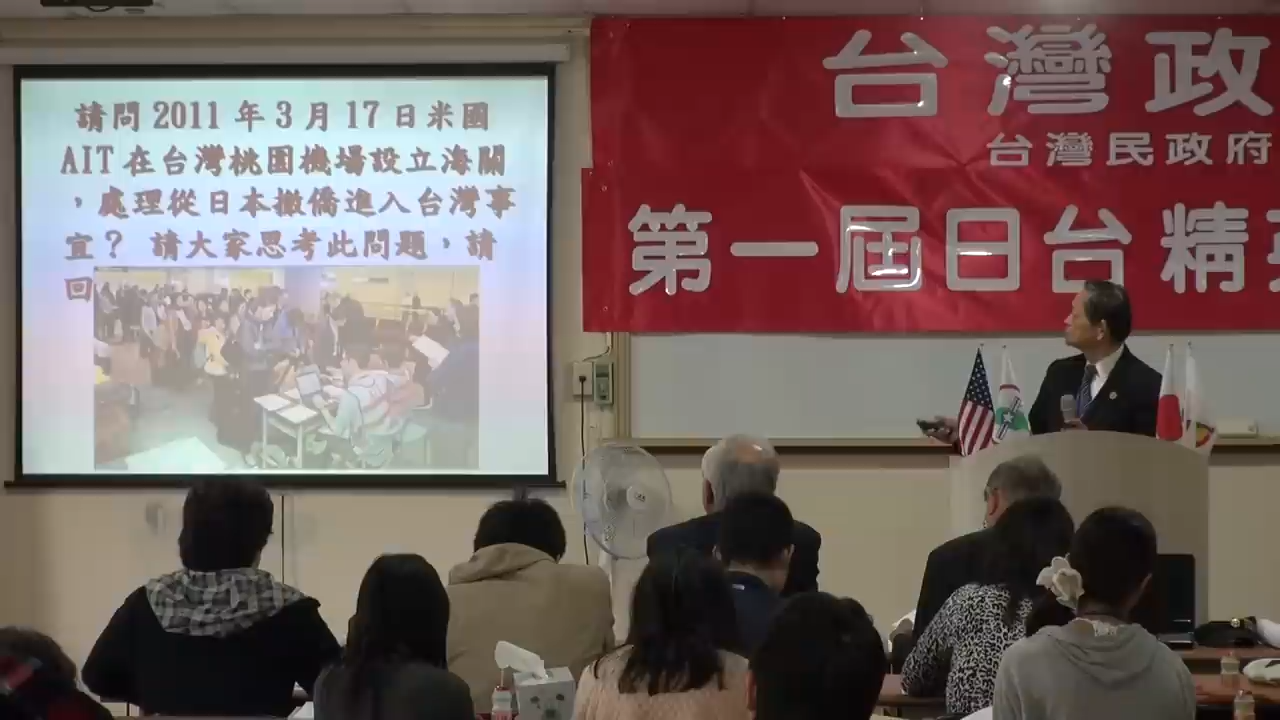 請問 2011 年 3 月 17 日米國
AIT 在台灣桃園機場設立海關
，處理從日本撤僑進入台灣事
宜？ 請大家思考此問題，請
回
台灣政
台灣民政府
第一屆日台精英